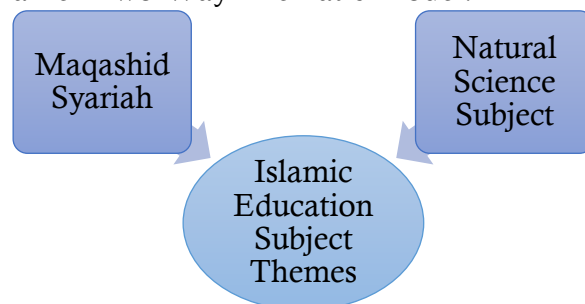 Maqashid
Syariah
Natural
Science
Subject
Islamic
Education
Subject
Themes